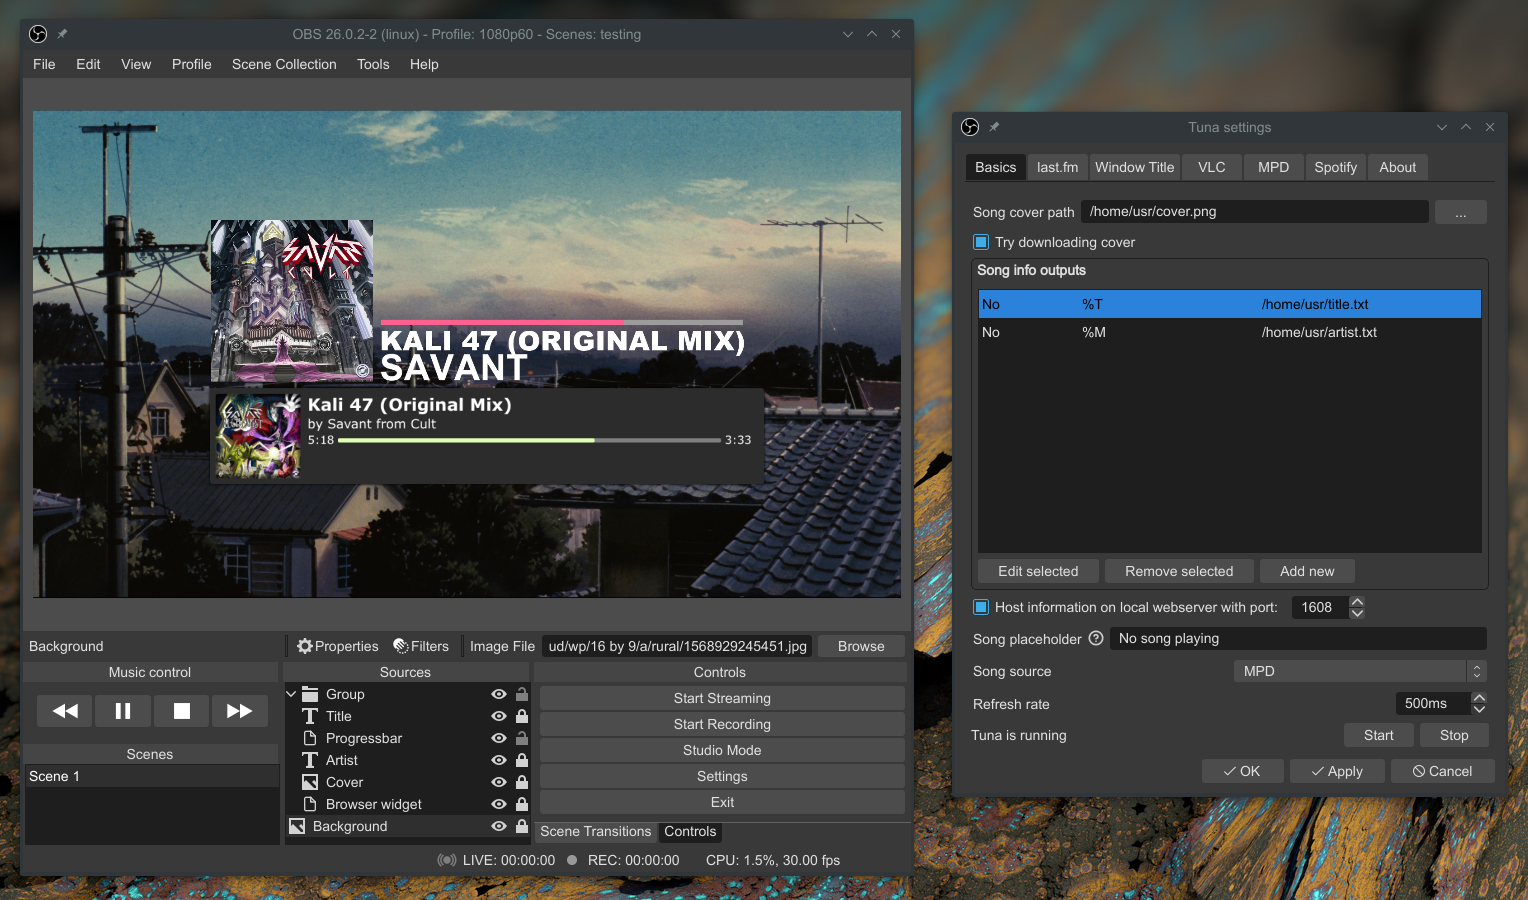 OBS 26.0.2-2 (linux) - Profile: 1080p60 - Scenes: testing
File Edit View Profile Scene Collection Tools Help
SAVANT
CULT
KALI 47 (ORIGINAL MIX)
SAVANT
Kali 47 (Original Mix)
by Savant from Cult
5:18 3:33
Background
Properties Filters Image File ud/wp/16 by 9/a/rural/1568929245451.jpg Browse
Music control
Scenes
Scene 1
Sources
Group
Title
Progressbar
Artist
Cover
Browser widget
Background
Controls
Start Streaming
Start Recording
Studio Mode
Settings
Exit
Scene Transitions Controls
LIVE: 00:00:00 REC: 00:00:00 CPU: 1.5%, 30.00 fps
Tuna settings
Basics last.fm Window Title VLC MPD Spotify About
Song cover path /home/usr/cover.png ...
Try downloading cover
Song info outputs
No %T /home/usr/title.txt
No %M /home/usr/artist.txt
Edit selected Remove selected Add new
Host information on local webserver with port: 1608
Song placeholder ? No song playing
Song source MPD
Refresh rate 500ms
Tuna is running Start Stop
OK Apply Cancel